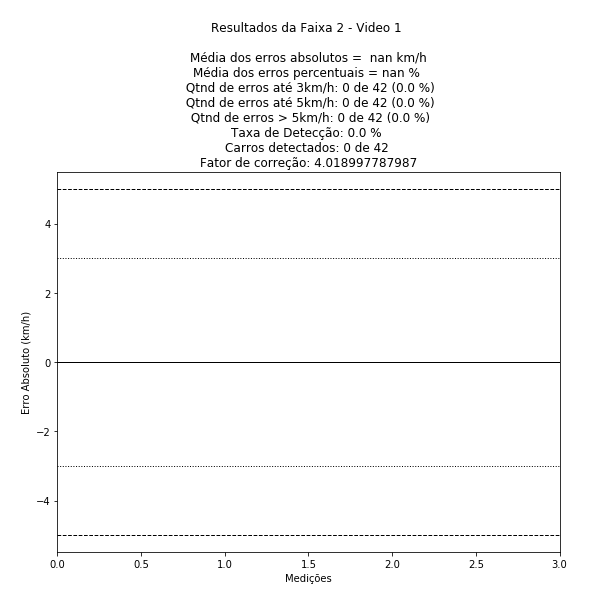 Resultados da Faixa 2 - Video 1
Média dos erros absolutos =  nan km/h
Média dos erros percentuais = nan %
Qtnd de erros até 3km/h: 0 de 42 (0.0 %)
Qtnd de erros até 5km/h: 0 de 42 (0.0 %)
Qtnd de erros > 5km/h: 0 de 42 (0.0 %)
Taxa de Detecção: 0.0 %
Carros detectados: 0 de 42
Fator de correção: 4.018997787987
4
2
0
−2
−4
Erro Absoluto (km/h)
0.0 0.5 1.0 1.5 2.0 2.5 3.0
Medições